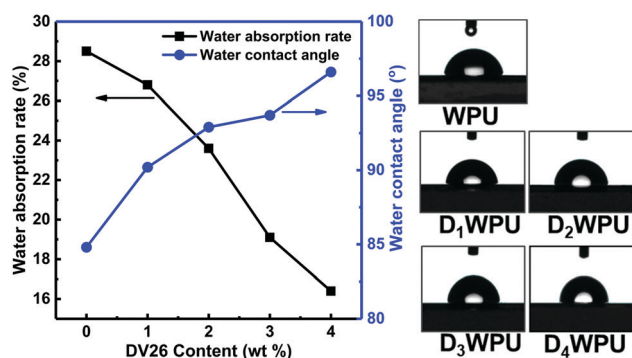 30
28
26
24
22
20
18
16
Water absorption rate (%)
100
95
90
85
80
Water contact angle (°)
Water absorption rate
Water contact angle
0 1 2 3 4
DV26 Content (wt %)
WPU
D₁WPU D₂WPU
D₃WPU D₄WPU